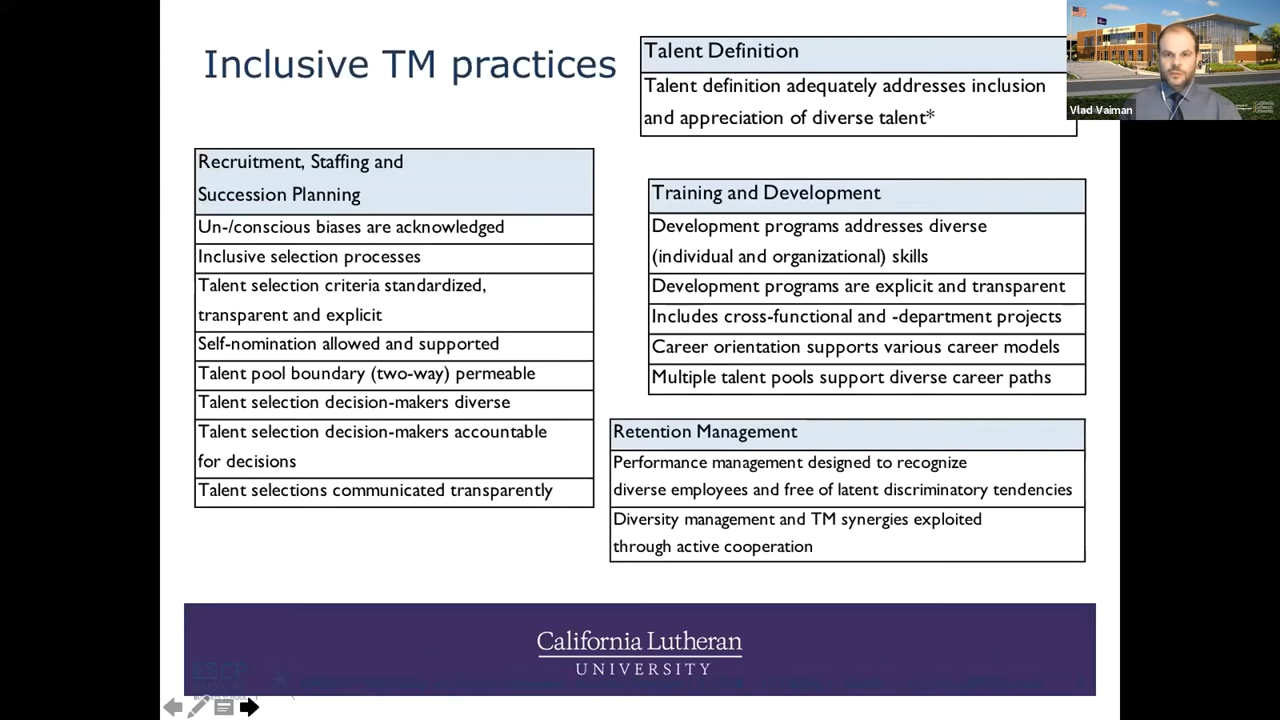 Inclusive TM practices
Talent Definition
Talent definition adequately addresses inclusion
and appreciation of diverse talent*
Vlad Vaiman
Recruitment, Staffing and
Succession Planning
Un-/conscious biases are acknowledged
Inclusive selection processes
Talent selection criteria standardized,
transparent and explicit
Self-nomination allowed and supported
Talent pool boundary (two-way) permeable
Talent selection decision-makers diverse
Talent selection decision-makers accountable
for decisions
Talent selections communicated transparently
Training and Development
Development programs addresses diverse
(individual and organizational) skills
Development programs are explicit and transparent
Includes cross-functional and -department projects
Career orientation supports various career models
Multiple talent pools support diverse career paths
Retention Management
Performance management designed to recognize
diverse employees and free of latent discriminatory tendencies
Diversity management and TM synergies exploited
through active cooperation
California Lutheran
UNIVERSITY
ESCP